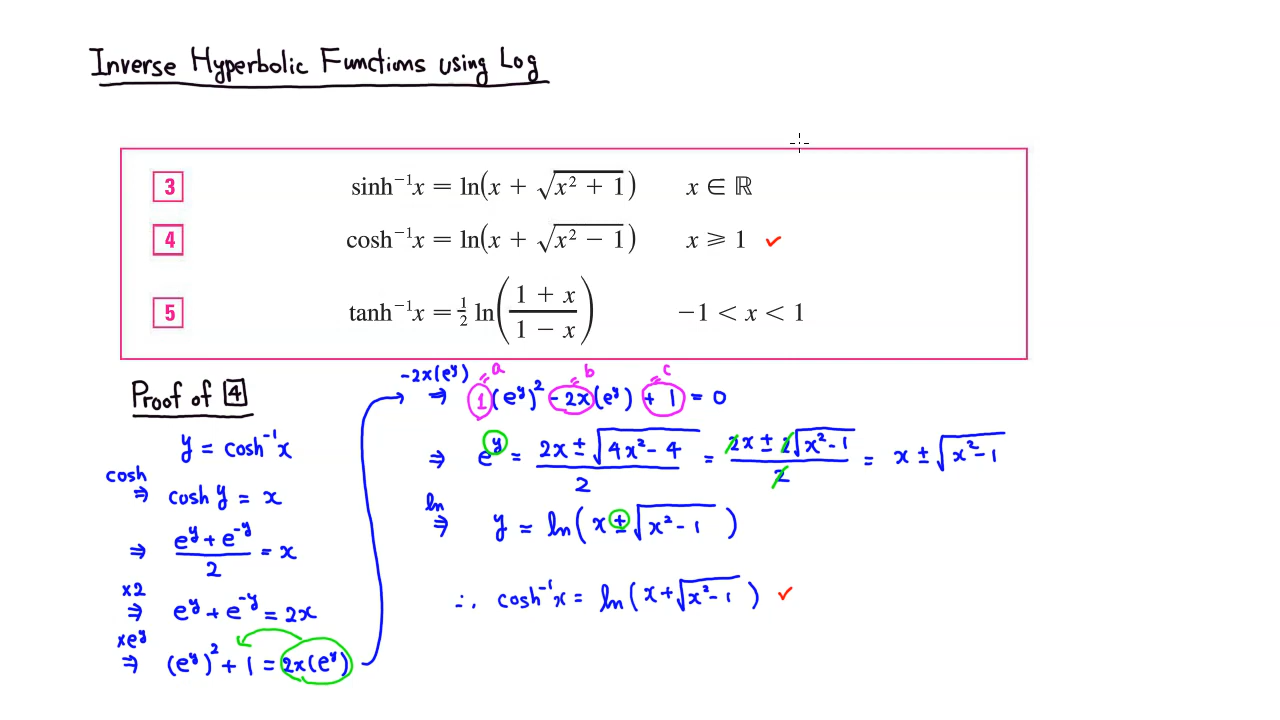 Inverse Hyperbolic Functions using Log
3 sinh⁻¹x = ln(x + √(x² + 1)) x ∈ ℝ
4 cosh⁻¹x = ln(x + √(x² − 1)) x ⩾ 1 ✓
5 tanh⁻¹x = ½ ln((1 + x)/(1 − x)) −1 < x < 1
Proof of 4
y = cosh⁻¹x
cosh
⇒ cosh y = x
⇒ (e^y + e^-y)/2 = x
×2
⇒ e^y + e^-y = 2x
×e^y
⇒ (e^y)² + 1 = 2x(e^y)
-2x(e^y) =a =b =c
⇒ 1(e^y)² -2x(e^y) + 1 = 0
⇒ e^y = (2x ± √(4x² - 4))/2 = (2x ± 2√(x² - 1))/2 = x ± √(x² - 1)
ln
⇒ y = ln(x ± √(x² - 1))
∴ cosh⁻¹x = ln(x + √(x² - 1)) ✓